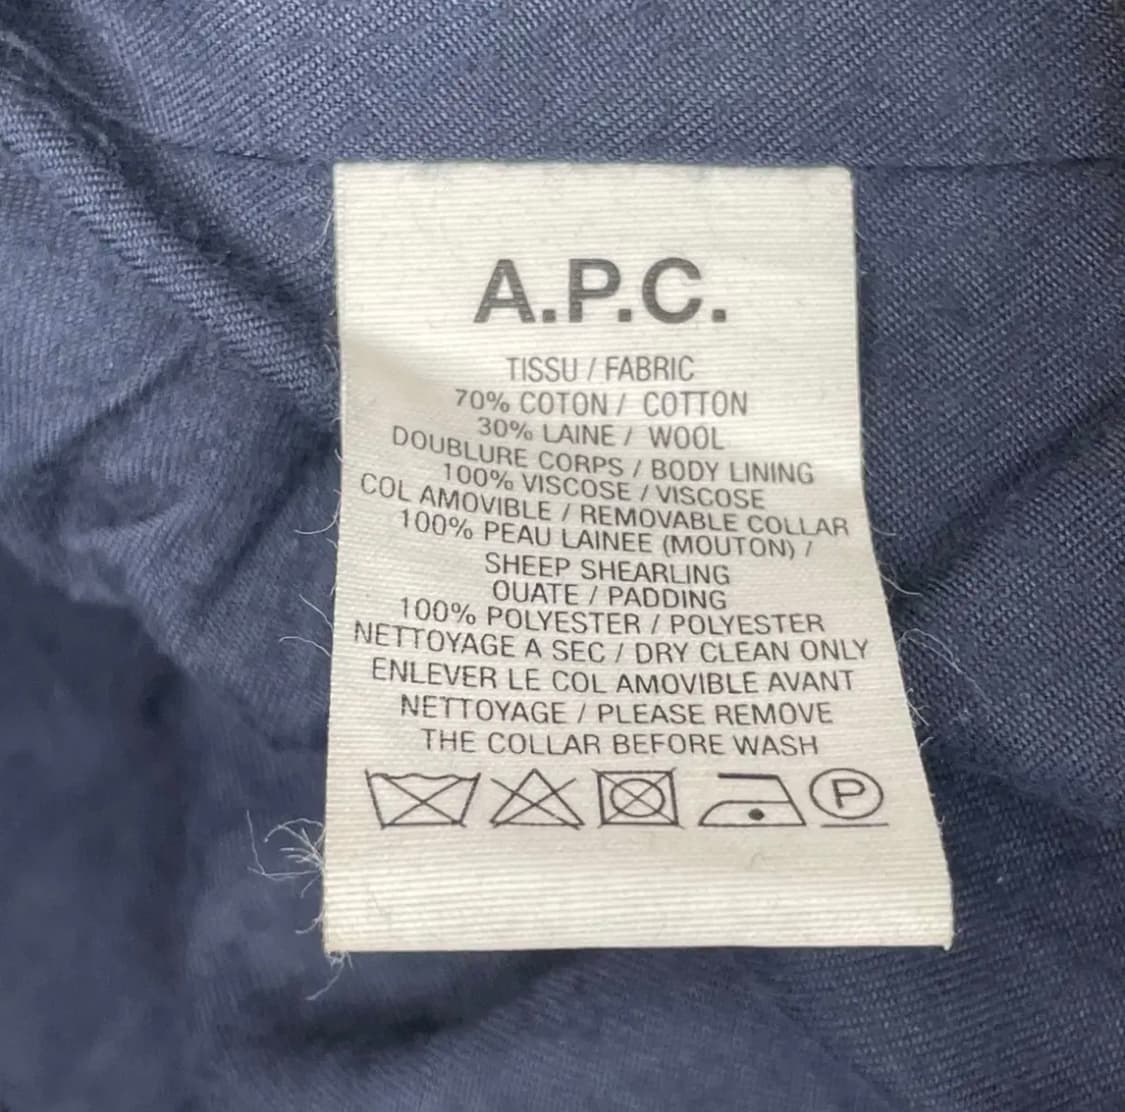 A.P.C.
TISSU / FABRIC
70% COTON / COTTON
30% LAINE / WOOL
DOUBLURE CORPS / BODY LINING
100% VISCOSE / VISCOSE
COL AMOVIBLE / REMOVABLE COLLAR
100% PEAU LAINEE (MOUTON) /
SHEEP SHEARLING
OUATE / PADDING
100% POLYESTER / POLYESTER
NETTOYAGE A SEC / DRY CLEAN ONLY
ENLEVER LE COL AMOVIBLE AVANT
NETTOYAGE / PLEASE REMOVE
THE COLLAR BEFORE WASH
P